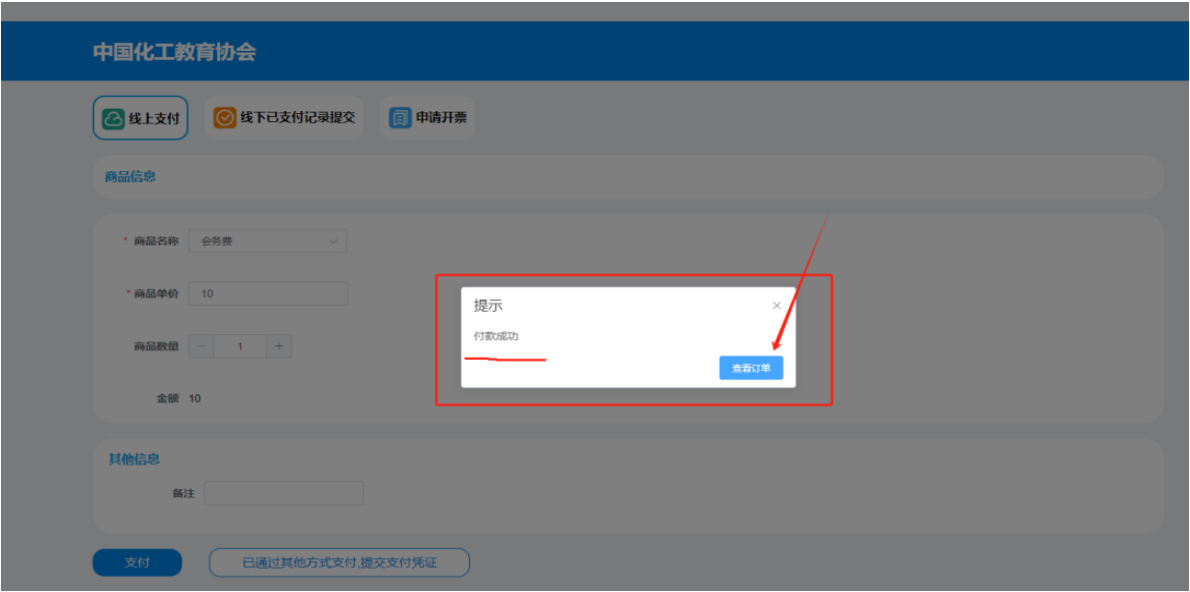 中国化工教育协会
线上支付 线下已支付记录提交 申请开票
商品信息
* 商品名称 会务费
* 商品单价 10
商品数量 － 1 +
金额 10
提示 ×
付款成功
查看订单
其他信息
备注
支付 已通过其他方式支付,提交支付凭证